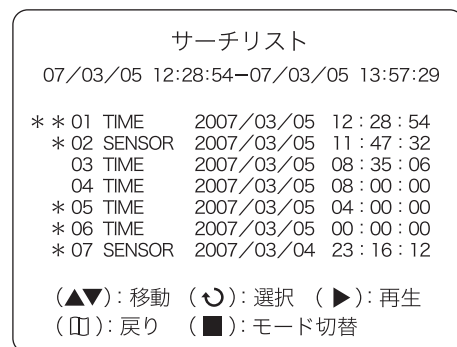 サーチリスト
07/03/05 12:28:54−07/03/05 13:57:29
＊＊01 TIME 2007/03/05 12:28:54
＊02 SENSOR 2007/03/05 11:47:32
03 TIME 2007/03/05 08:35:06
04 TIME 2007/03/05 08:00:00
＊05 TIME 2007/03/05 04:00:00
＊06 TIME 2007/03/05 00:00:00
＊07 SENSOR 2007/03/04 23:16:12
(▲▼):移動 (↻):選択 (▶):再生
(◫):戻り (■):モード切替